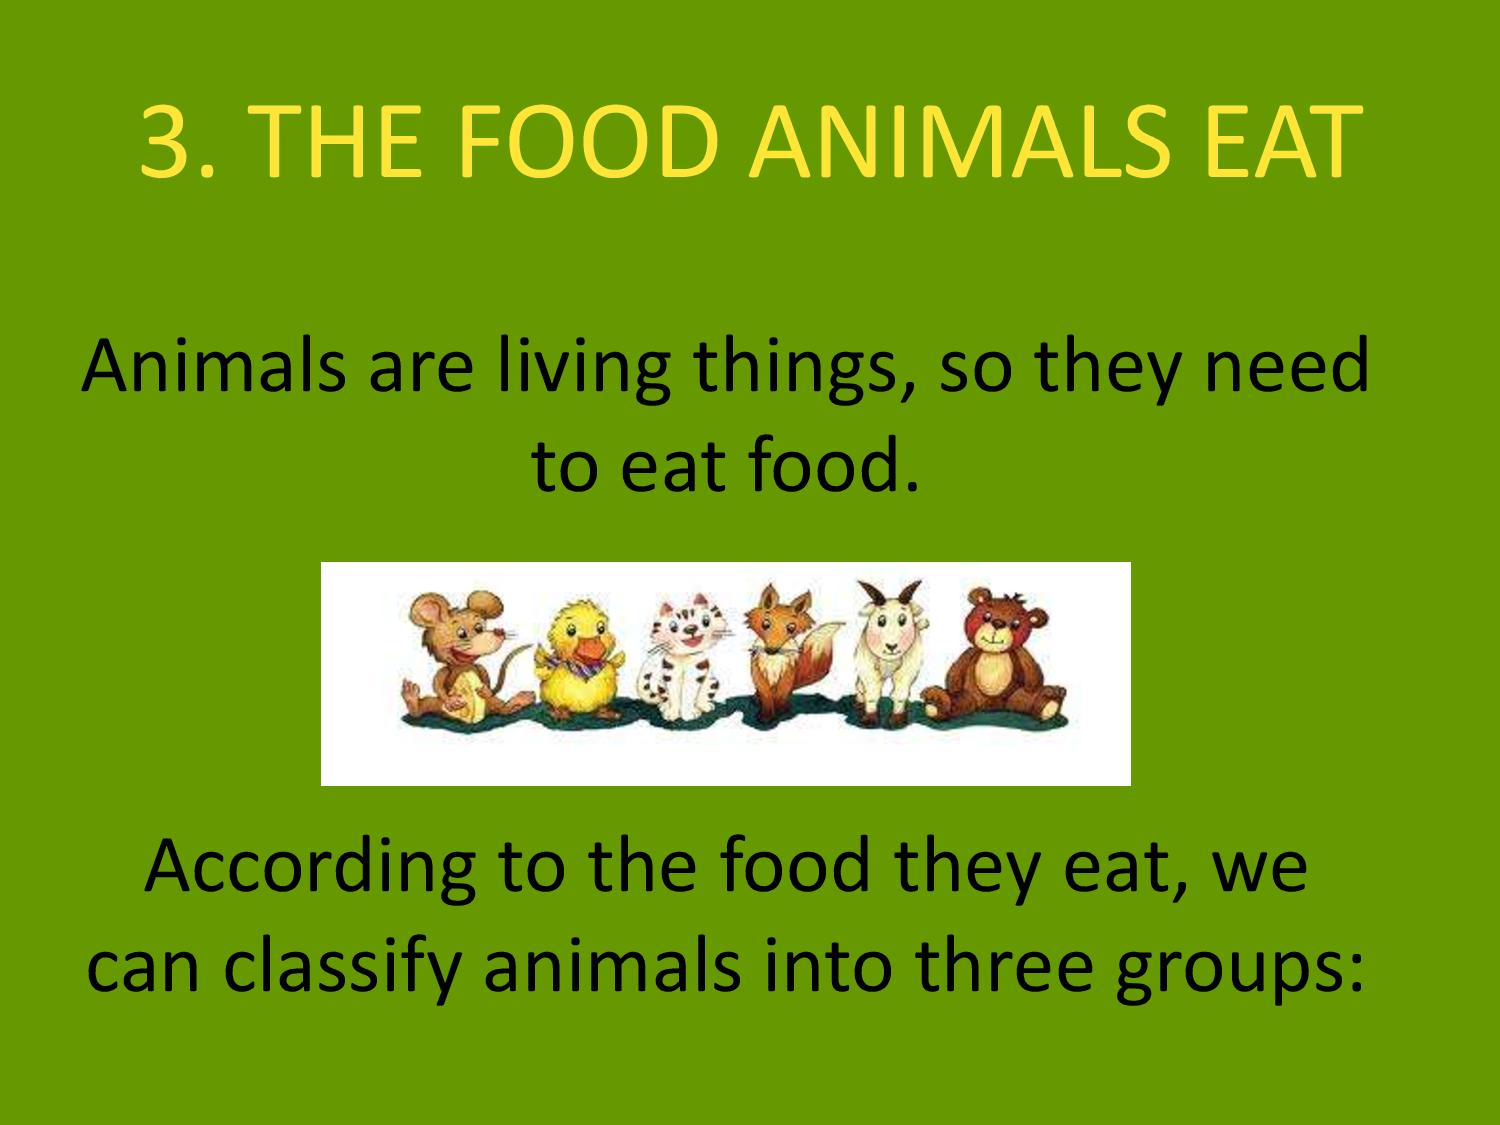 3. THE FOOD ANIMALS EAT
Animals are living things, so they need
to eat food.
According to the food they eat, we
can classify animals into three groups: